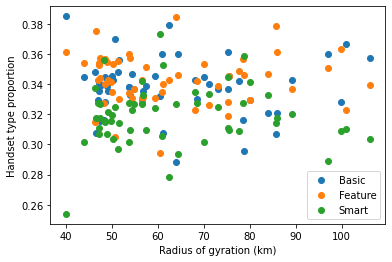 0.38
0.36
0.34
0.32
0.30
0.28
0.26
Handset type proportion
Basic
Feature
Smart
40
50
60
70
80
90
100
Radius of gyration (km)